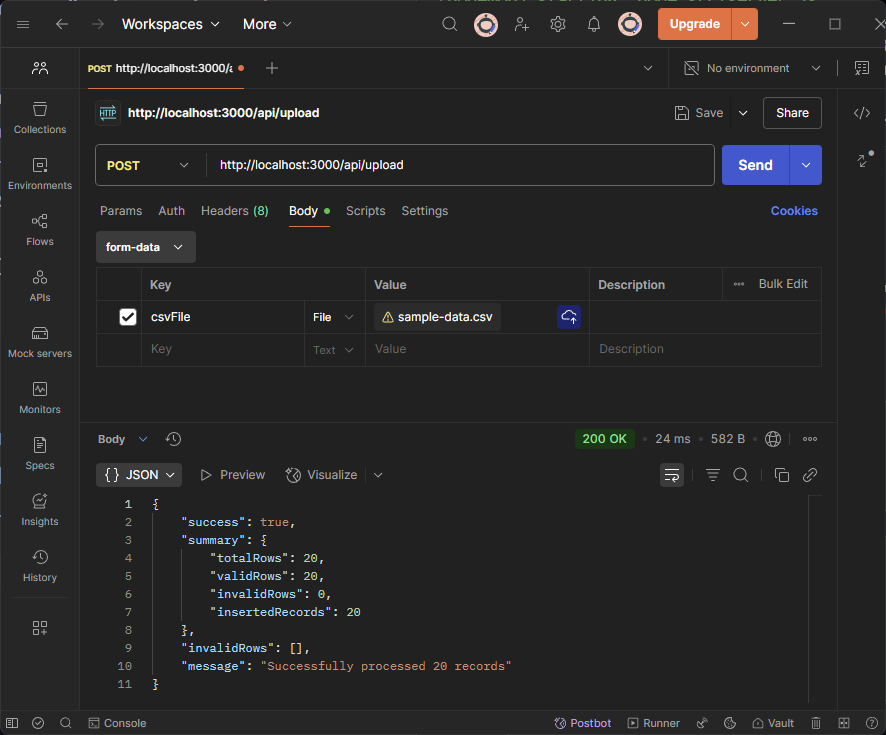 Workspaces More Upgrade
POST http://localhost:3000/a No environment
HTTP http://localhost:3000/api/upload Save Share
POST http://localhost:3000/api/upload Send
Params Auth Headers (8) Body Scripts Settings Cookies
form-data
Key Value Description Bulk Edit
csvFile File sample-data.csv
Key Text Value Description
Collections
Environments
Flows
APIs
Mock servers
Monitors
Specs
Insights
History
Body 200 OK 24 ms 582 B
{ } JSON Preview Visualize
1 {
2 "success": true,
3 "summary": {
4 "totalRows": 20,
5 "validRows": 20,
6 "invalidRows": 0,
7 "insertedRecords": 20
8 },
9 "invalidRows": [],
10 "message": "Successfully processed 20 records"
11 }
Console Postbot Runner Vault